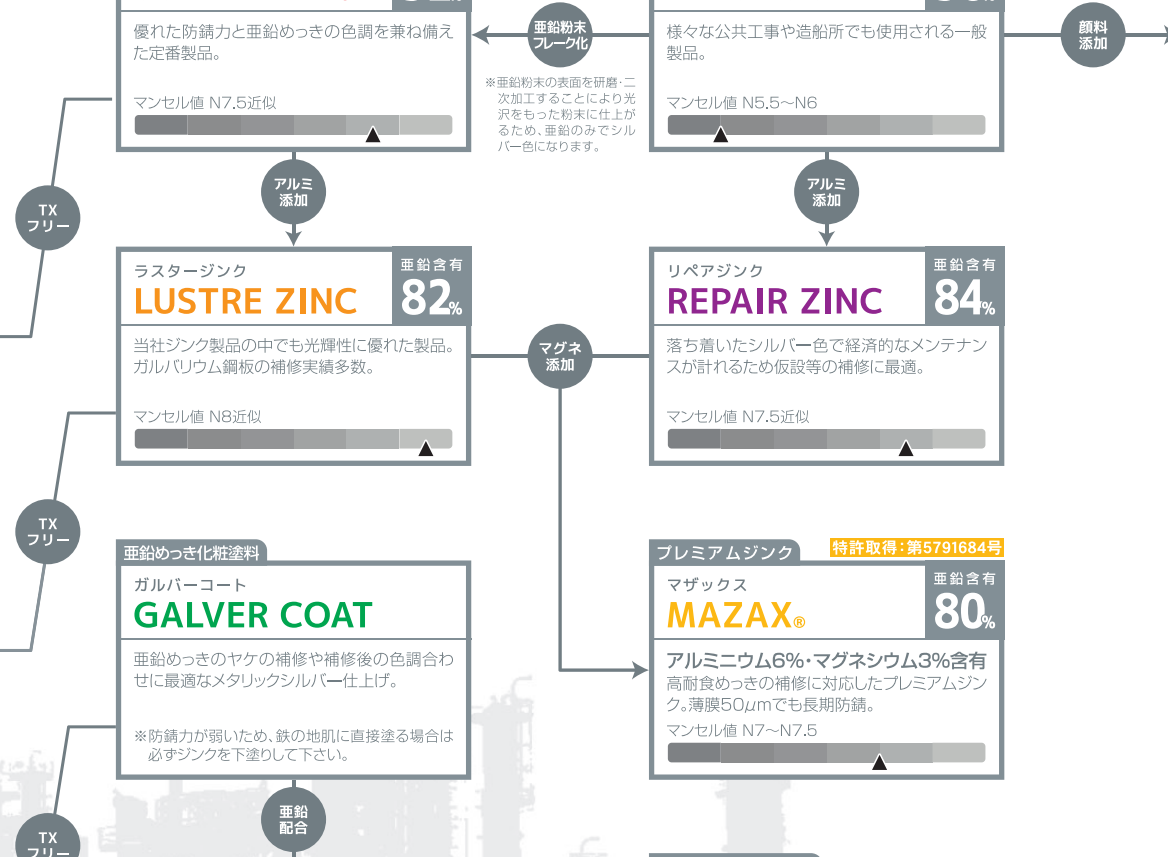 優れた防錆力と亜鉛めっきの色調を兼ね備え
た定番製品。
マンセル値 N7.5近似
亜鉛粉末
フレーク化
※亜鉛粉末の表面を研磨・二
次加工することにより光
沢をもった粉末に仕上が
るため、亜鉛のみでシル
バー色になります。
様々な公共工事や造船所でも使用される一般
製品。
マンセル値 N5.5〜N6
顔料
添加
アルミ
添加
アルミ
添加
TX
フリー
ラスタージンク
LUSTRE ZINC
亜鉛含有
82%
当社ジンク製品の中でも光輝性に優れた製品。
ガルバリウム鋼板の補修実績多数。
マンセル値 N8近似
マグネ
添加
リペアジンク
REPAIR ZINC
亜鉛含有
84%
落ち着いたシルバー色で経済的なメンテナン
スが計れるため仮設等の補修に最適。
マンセル値 N7.5近似
TX
フリー
亜鉛めっき化粧塗料
ガルバーコート
GALVER COAT
亜鉛めっきのヤケの補修や補修後の色調合わ
せに最適なメタリックシルバー仕上げ。
※防錆力が弱いため、鉄の地肌に直接塗る場合は
必ずジンクを下塗りして下さい。
プレミアムジンク
特許取得：第5791684号
マザックス
MAZAX®
亜鉛含有
80%
アルミニウム6%・マグネシウム3%含有
高耐食めっきの補修に対応したプレミアムジン
ク。薄膜50μmでも長期防錆。
マンセル値 N7〜N7.5
亜鉛
配合
TX
フリー